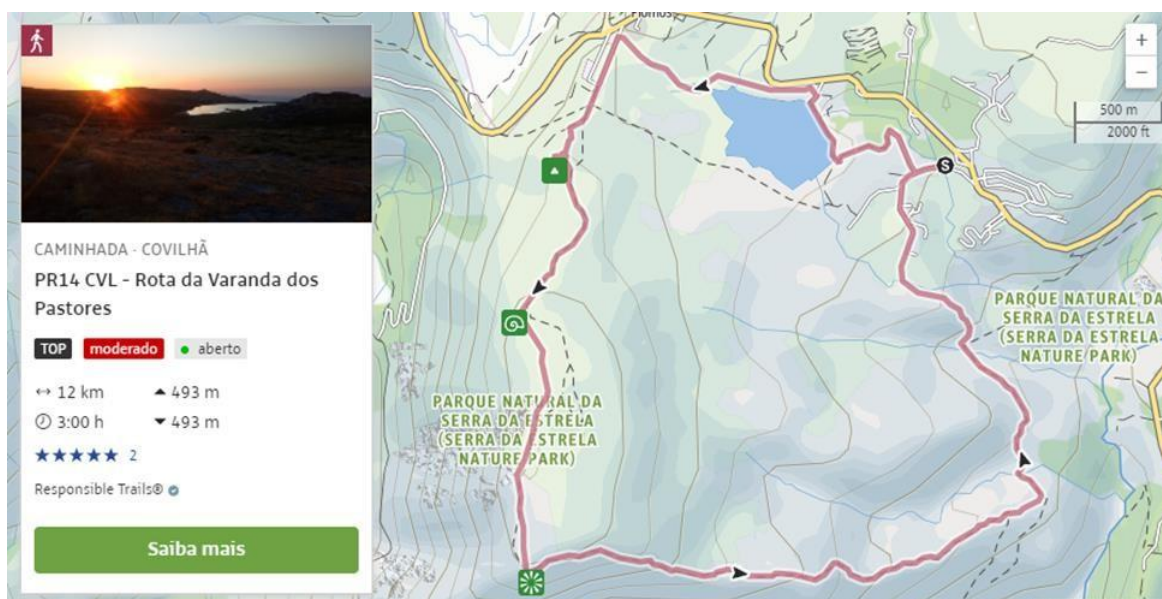 CAMINHADA · COVILHÃ
PR14 CVL - Rota da Varanda dos
Pastores
TOP moderado aberto
↔ 12 km ▲ 493 m
3:00 h ▼ 493 m
★★★★★ 2
Responsible Trails®
Saiba mais
+
−
500 m
2000 ft
S
PARQUE NATURAL DA
SERRA DA ESTRELA
(SERRA DA ESTRELA
NATURE PARK)
PARQUE NATURAL DA
SERRA DA ESTRELA
(SERRA DA ESTRELA
NATURE PARK)